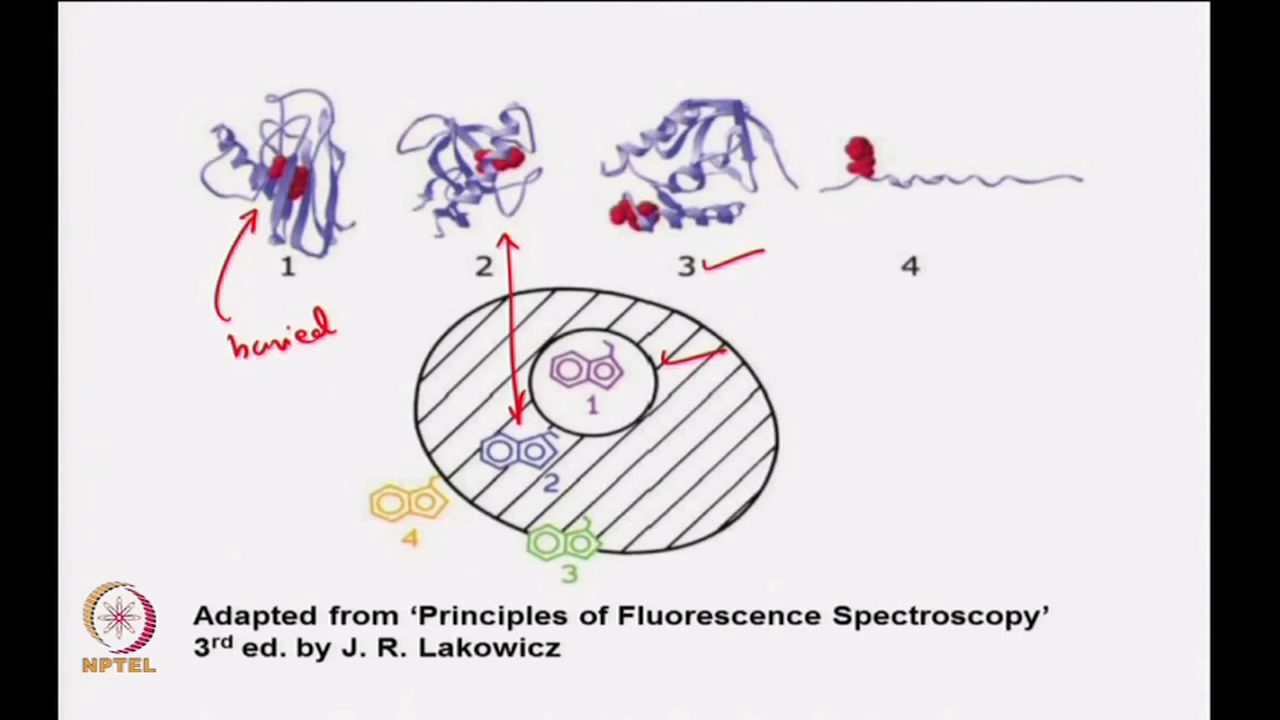 1
2
3
4
buried
1
2
4
3
Adapted from ‘Principles of Fluorescence Spectroscopy’
3rd ed. by J. R. Lakowicz
NPTEL